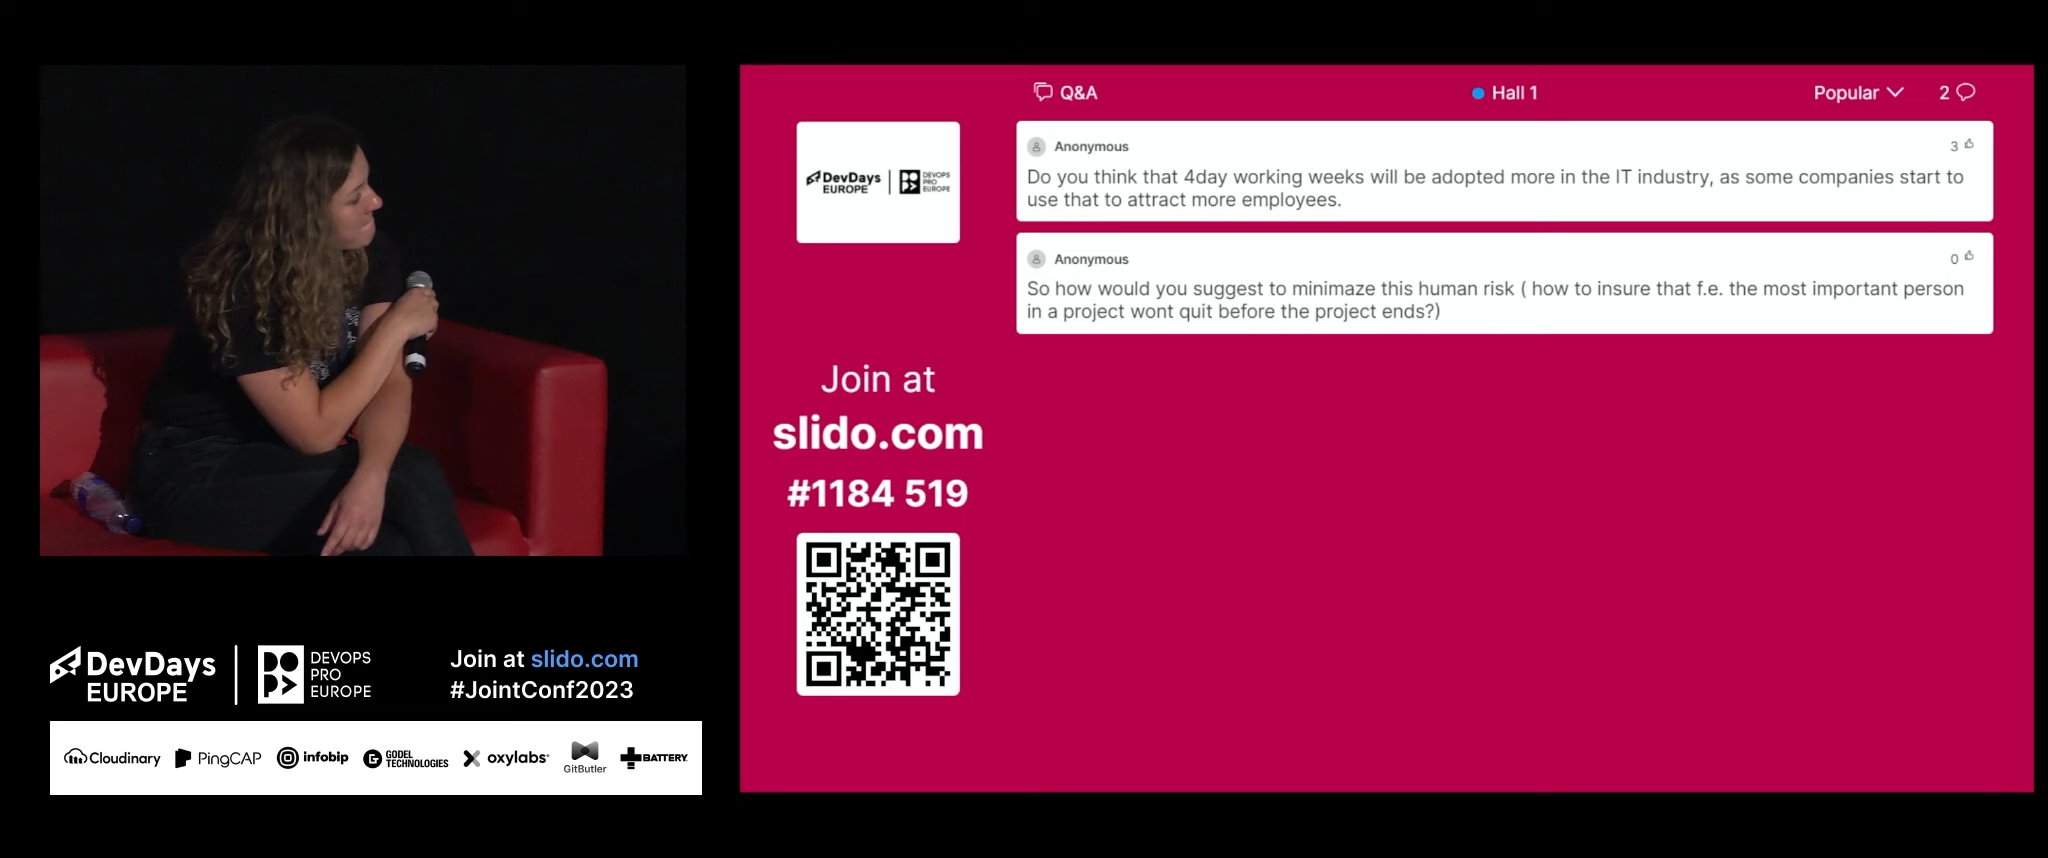 Q&A
Hall 1
Popular
2
DevDays
EUROPE
DEVOPS
PRO
EUROPE
Anonymous
3
Do you think that 4day working weeks will be adopted more in the IT industry, as some companies start to
use that to attract more employees.
Anonymous
0
So how would you suggest to minimaze this human risk ( how to insure that f.e. the most important person
in a project wont quit before the project ends?)
Join at
slido.com
#1184 519
DevDays
EUROPE
DEVOPS
PRO
EUROPE
Join at slido.com
#JointConf2023
Cloudinary
PingCAP
infobip
GODEL
TECHNOLOGIES
oxylabs
GitButler
BATTERY